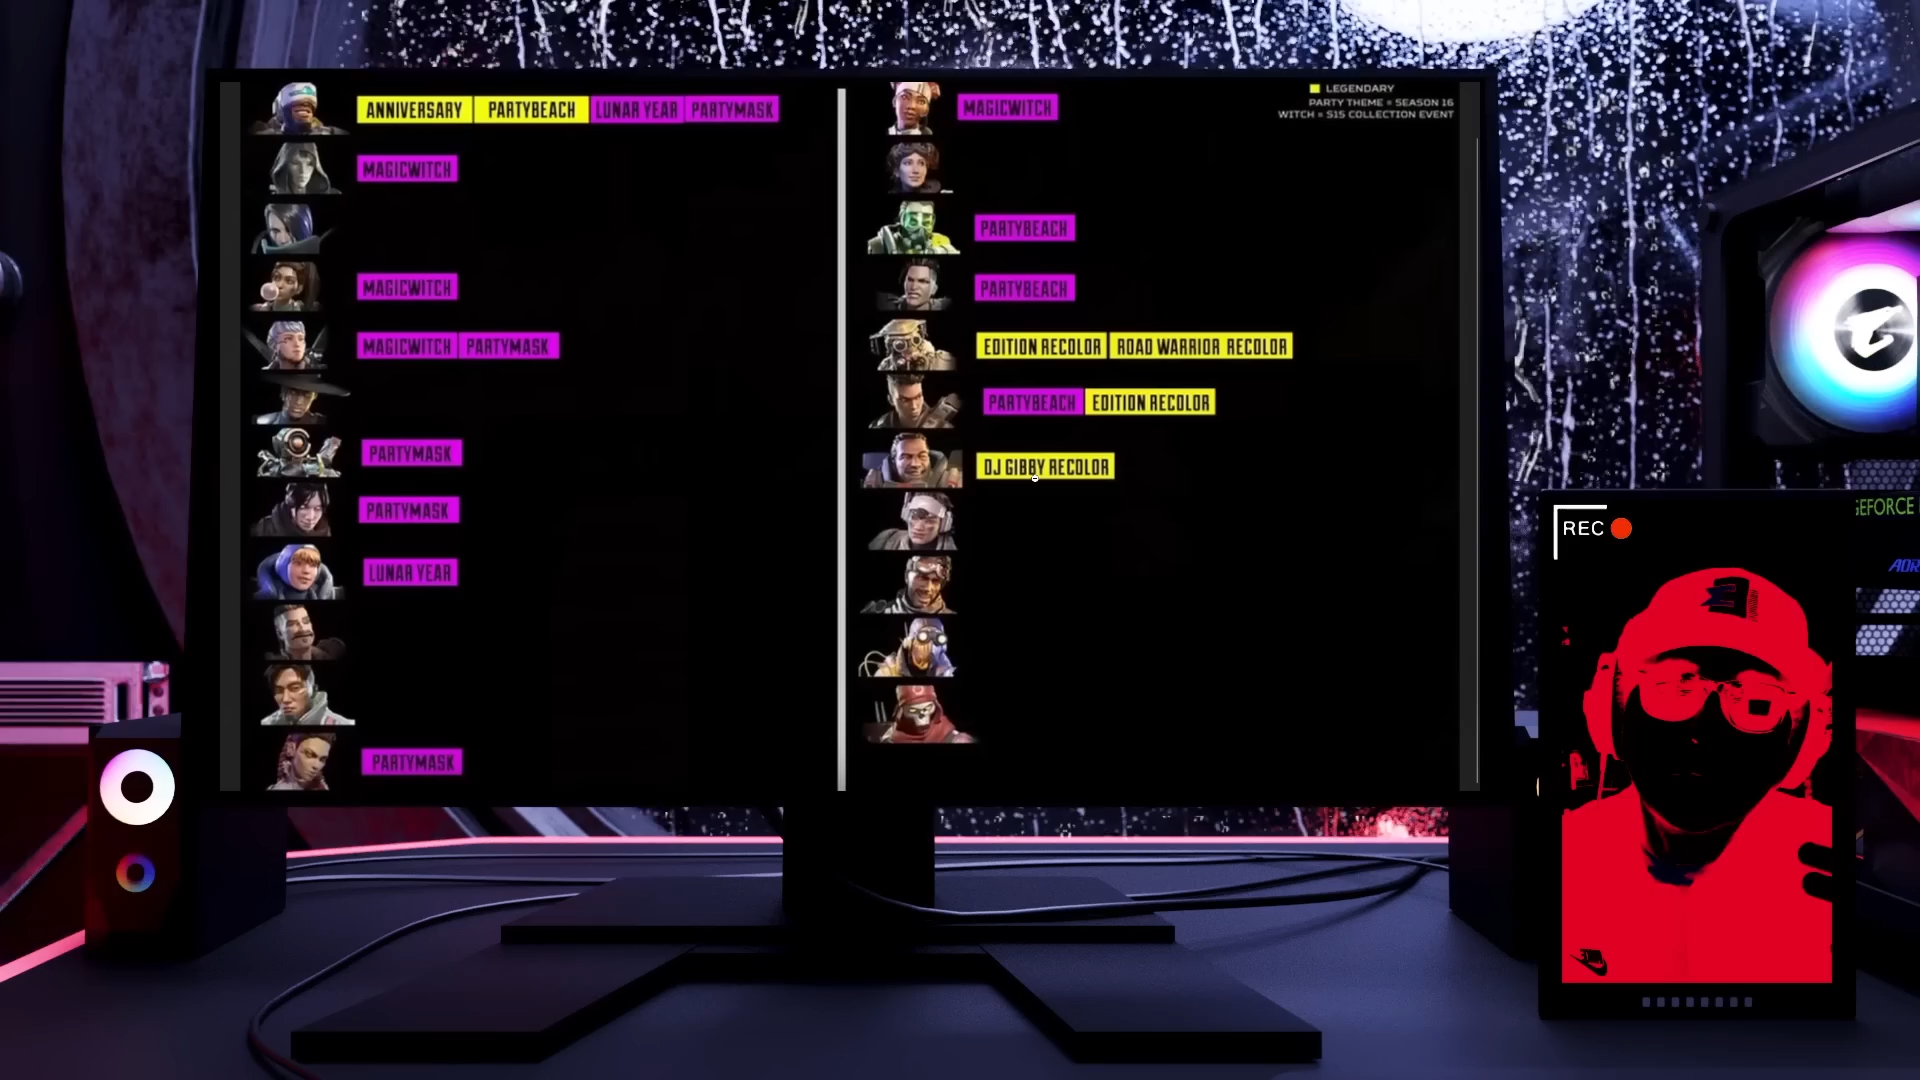 ANNIVERSARY PARTYBEACH LUNAR YEAR PARTYMASK
MAGICWITCH
MAGICWITCH
MAGICWITCH PARTYMASK
PARTYMASK
PARTYMASK
LUNAR YEAR
PARTYMASK
MAGICWITCH
PARTYBEACH
PARTYBEACH
EDITION RECOLOR ROAD WARRIOR RECOLOR
PARTYBEACH EDITION RECOLOR
DJ GIBBY RECOLOR
LEGENDARY
PARTY THEME = SEASON 16
WITCH = S15 COLLECTION EVENT
REC
GEFORCE
AOR